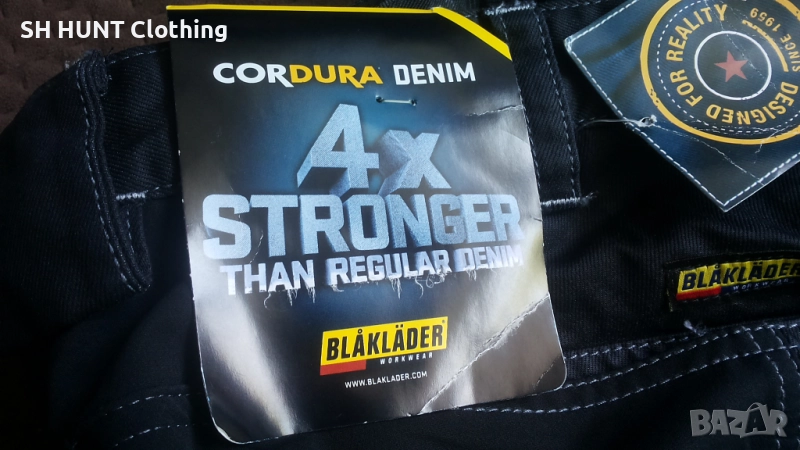 SH HUNT Clothing
CORDURA DENIM
4x
STRONGER
THAN REGULAR DENIM
BLÅKLÄDER
WORKWEAR
WWW.BLAKLADER.COM
DESIGNED FOR REALITY
SINCE 1959
BLÅKLÄDER
WORKWEAR
BAZAR